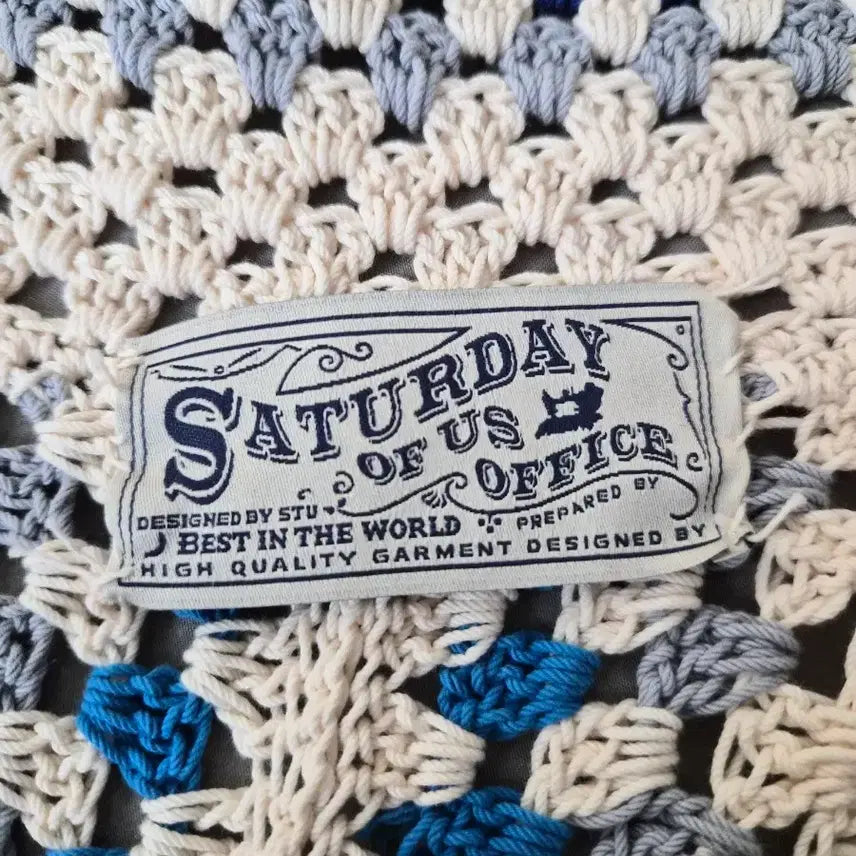 SATURDAY
OF US
OFFICE
DESIGNED BY STU
BEST IN THE WORLD
PREPARED BY
HIGH QUALITY GARMENT DESIGNED BY